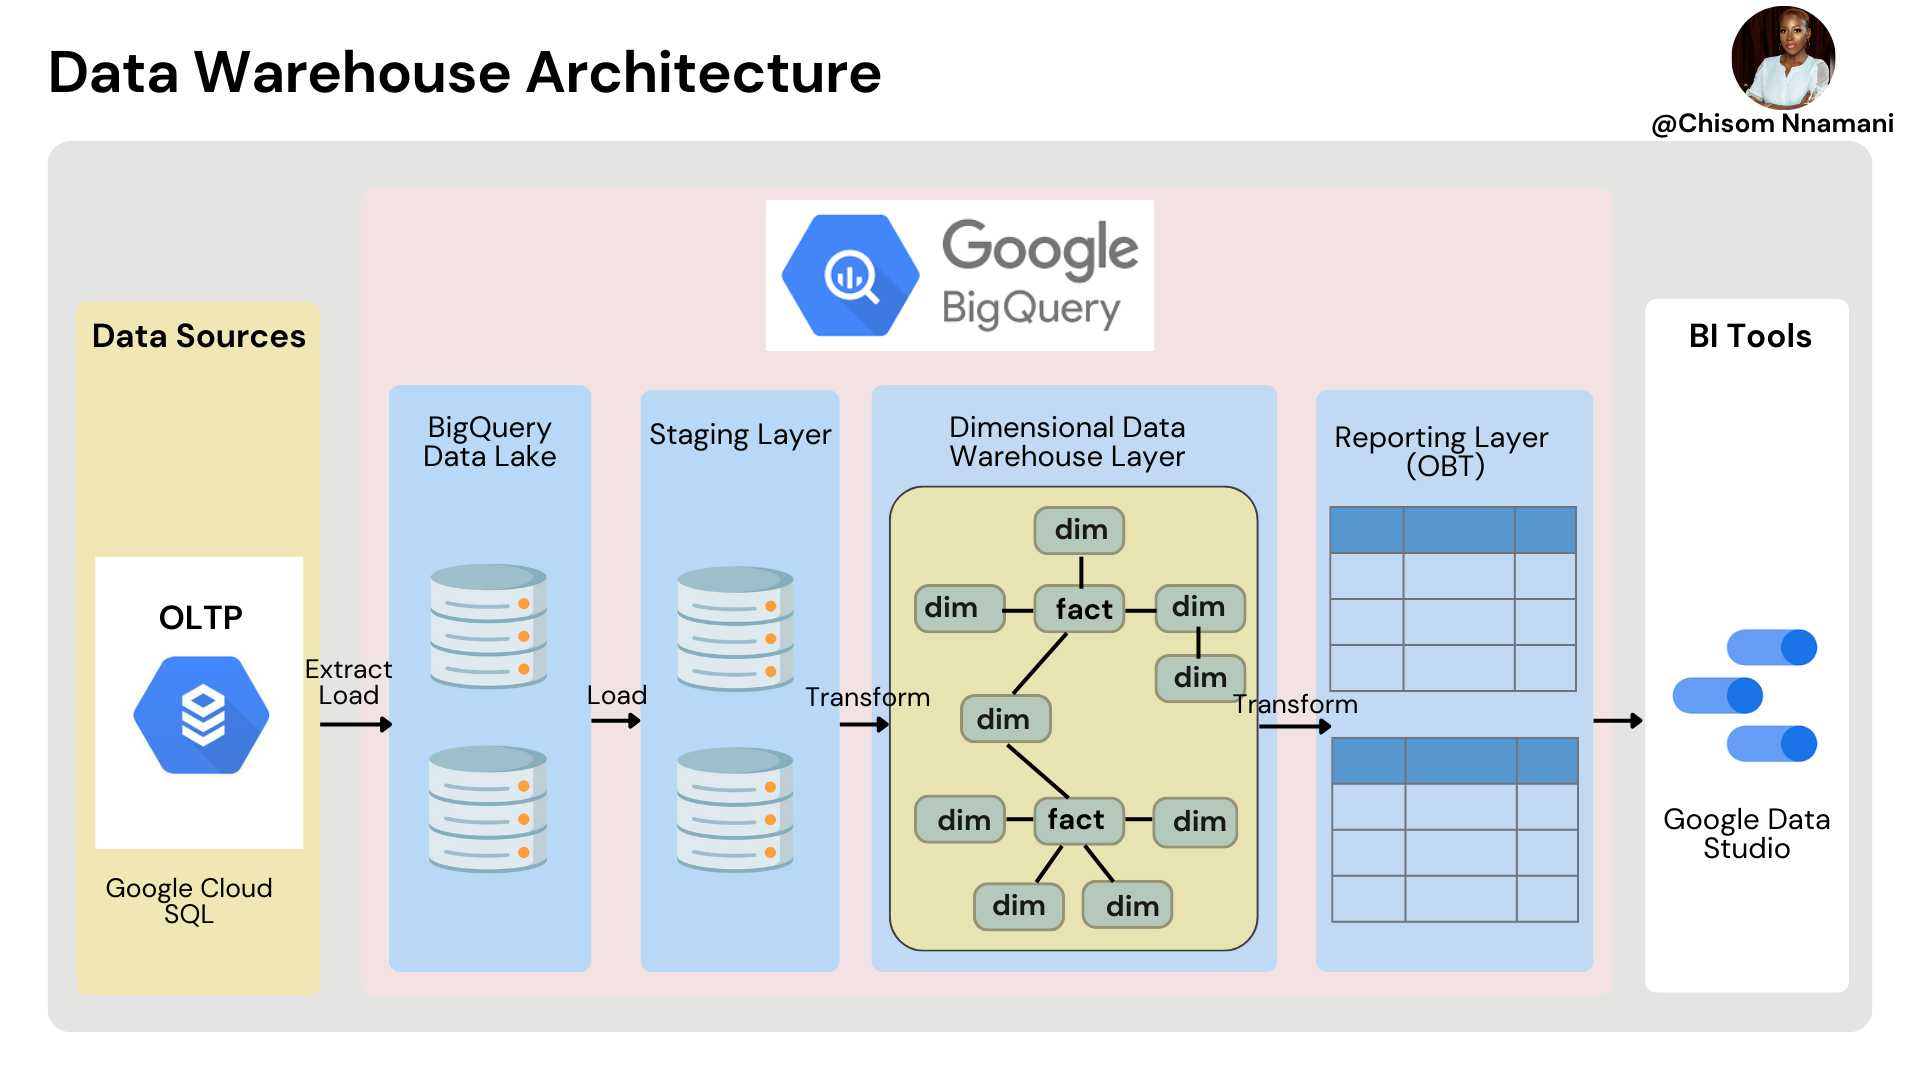 Data Warehouse Architecture
@Chisom Nnamani
Google
BigQuery
Data Sources
OLTP
Google Cloud
SQL
Extract
Load
BigQuery
Data Lake
Load
Staging Layer
Transform
Dimensional Data
Warehouse Layer
dim
dim
fact
dim
dim
dim
dim
fact
dim
dim
dim
Transform
Reporting Layer
(OBT)
BI Tools
Google Data
Studio